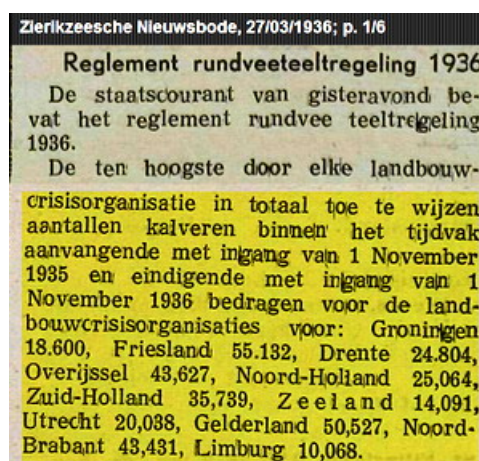 Zierikzeesche Nieuwsbode, 27/03/1936; p. 1/6
Reglement rundveeteeltregeling 1936
De staatscourant van gisteravond be-
vat het reglement rundvee teeltregeling
1936.
De ten hoogste door elke landbouw-
crisisorganisatie in totaal toe te wijzen
aantallen kalveren binnen het tijdvak
aanvangende met ingang van 1 November
1935 en eindigende met ingang van 1
November 1936 bedragen voor de land-
bouwcrisisorganisaties voor: Groningen
18.600, Friesland 55.132, Drente 24.804,
Overijssel 43,627, Noord-Holland 25,064,
Zuid-Holland 35,739, Zeeland 14,091,
Utrecht 20,038, Gelderland 50,527, Noord-
Brabant 43,431, Limburg 10,068.